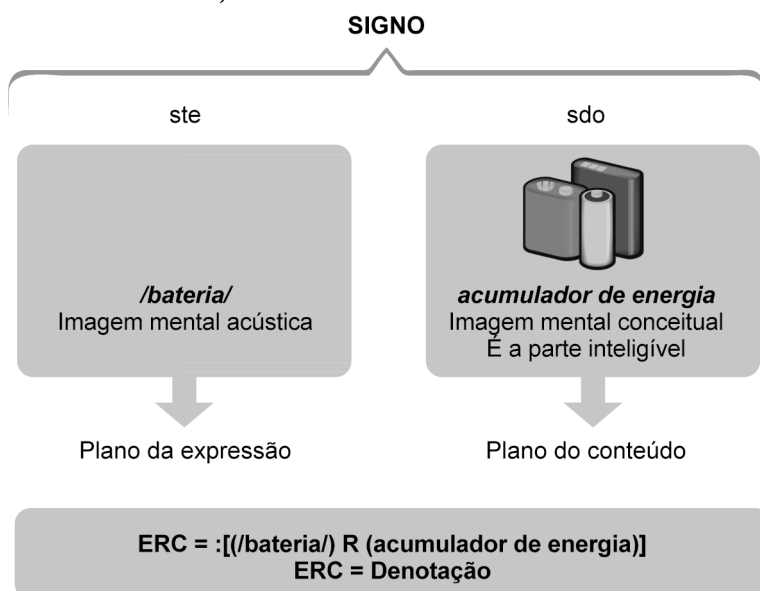 SIGNO
ste
sdo
/bateria/
Imagem mental acústica
acumulador de energia
Imagem mental conceitual
É a parte inteligível
Plano da expressão
Plano do conteúdo
ERC = :[(/bateria/) R (acumulador de energia)]
ERC = Denotação